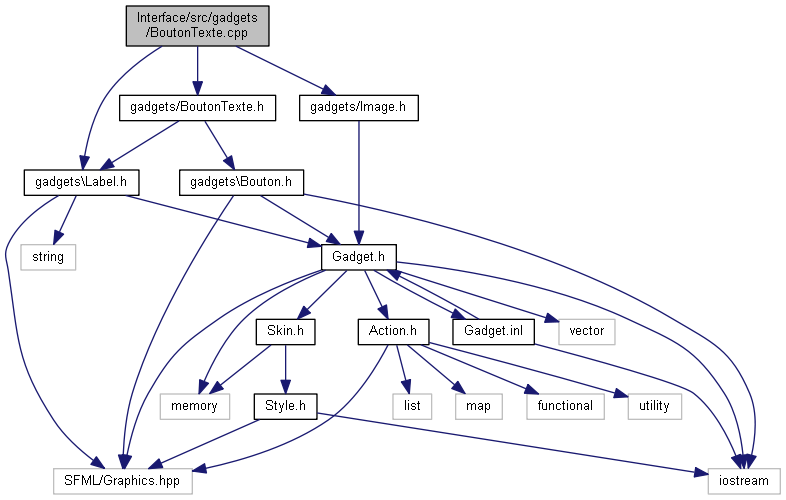 Interface/src/gadgets
/BoutonTexte.cpp
gadgets/BoutonTexte.h
gadgets/Image.h
gadgets\Label.h
gadgets\Bouton.h
string
Gadget.h
Skin.h
Action.h
Gadget.inl
vector
memory
Style.h
list
map
functional
utility
SFML/Graphics.hpp
iostream